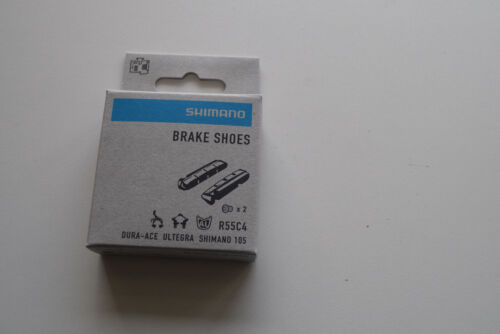 SHIMANO
BRAKE SHOES
x 2
R55C4
DURA-ACE ULTEGRA SHIMANO 105